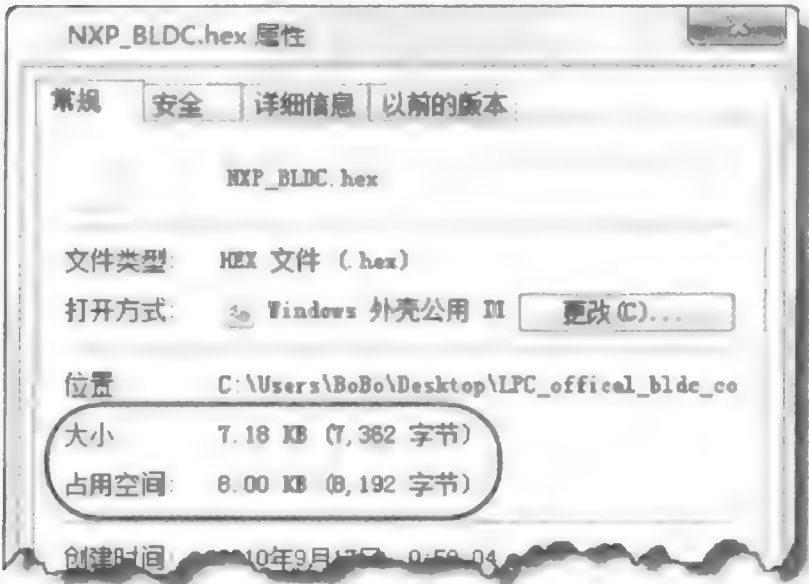 NXP_BLDC.hex 属性
常规 安全 详细信息 以前的版本
NXP_BLDC.hex
文件类型: HEX 文件 (.hex)
打开方式: Windows 外壳公用 DI 更改(C)...
位置 C:\Users\BoBo\Desktop\LPC_offical_bldc_co
大小 7.18 KB (7,362 字节)
占用空间: 8.00 KB (8,192 字节)
创建时间